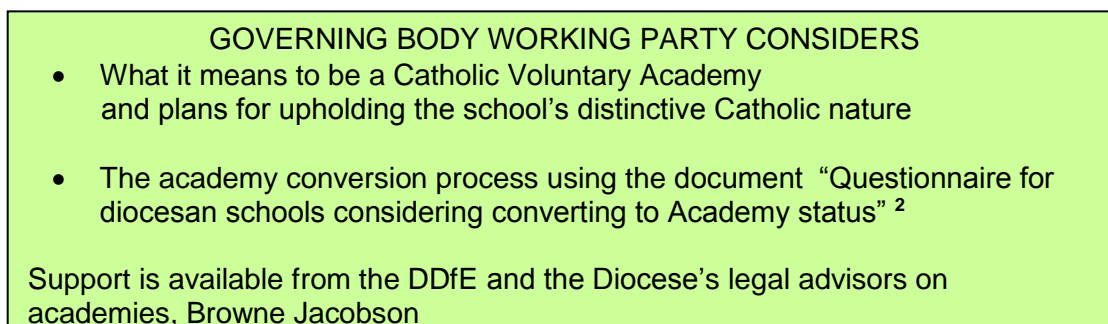 GOVERNING BODY WORKING PARTY CONSIDERS
• What it means to be a Catholic Voluntary Academy
and plans for upholding the school’s distinctive Catholic nature
• The academy conversion process using the document “Questionnaire for
diocesan schools considering converting to Academy status” 2
Support is available from the DDfE and the Diocese’s legal advisors on
academies, Browne Jacobson